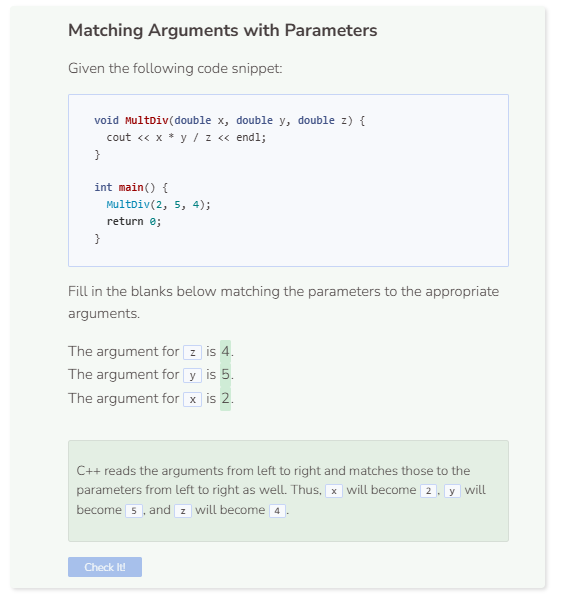 Matching Arguments with Parameters
Given the following code snippet:
void MultDiv(double x, double y, double z) {
  cout << x * y / z << endl;
}
int main() {
  MultDiv(2, 5, 4);
  return 0;
}
Fill in the blanks below matching the parameters to the appropriate
arguments.
The argument for z is 4.
The argument for y is 5.
The argument for x is 2.
C++ reads the arguments from left to right and matches those to the
parameters from left to right as well. Thus, x will become 2, y will
become 5, and z will become 4.
Check It!